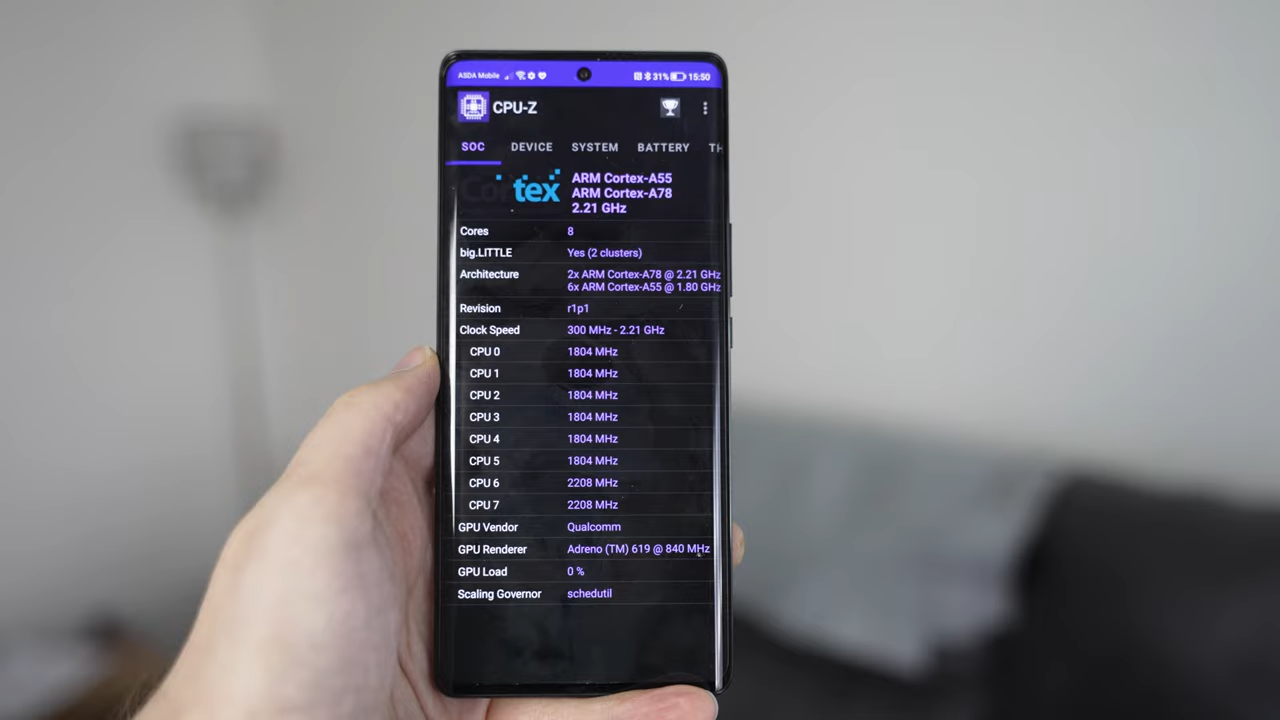 ASDA Mobile 31% 15:50
CPU-Z
SOC DEVICE SYSTEM BATTERY TH
Cortex ARM Cortex-A55
ARM Cortex-A78
2.21 GHz
Cores 8
big.LITTLE Yes (2 clusters)
Architecture 2x ARM Cortex-A78 @ 2.21 GHz
6x ARM Cortex-A55 @ 1.80 GHz
Revision r1p1
Clock Speed 300 MHz - 2.21 GHz
CPU 0 1804 MHz
CPU 1 1804 MHz
CPU 2 1804 MHz
CPU 3 1804 MHz
CPU 4 1804 MHz
CPU 5 1804 MHz
CPU 6 2208 MHz
CPU 7 2208 MHz
GPU Vendor Qualcomm
GPU Renderer Adreno (TM) 619 @ 840 MHz
GPU Load 0 %
Scaling Governor schedutil